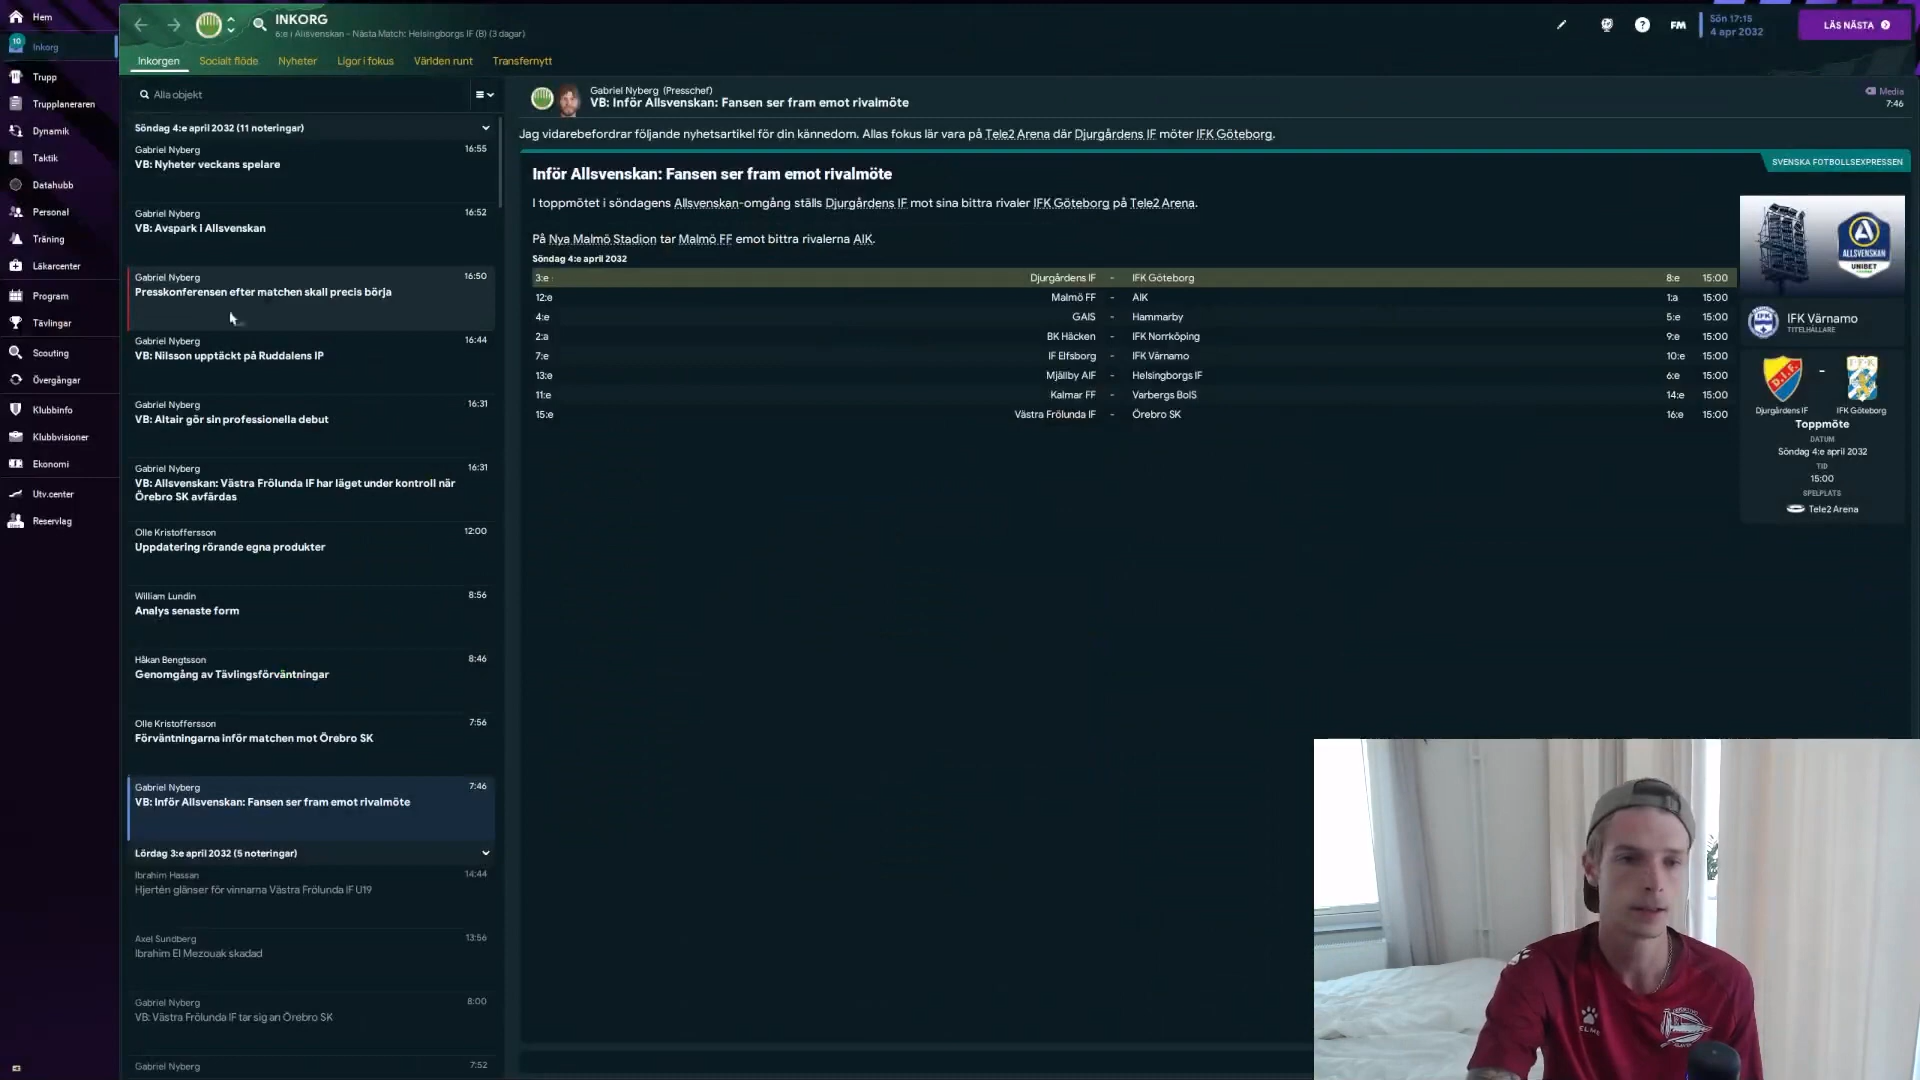 Hem
10
Inkorg
Trupp
Trupplaneraren
Dynamik
Taktik
Datahubb
Personal
Träning
Läkarcenter
Program
Tävlingar
Scouting
Övergångar
Klubbinfo
Klubbvisioner
Ekonomi
Utv.center
Reservlag
INKORG
6:e i Allsvenskan - Nästa Match: Helsingborgs IF (B) (3 dagar)
FM
Sön 17:15
4 apr 2032
LÄS NÄSTA
Inkorgen
Socialt flöde
Nyheter
Ligor i fokus
Världen runt
Transfernytt
Alla objekt
Söndag 4:e april 2032 (11 noteringar)
Gabriel Nyberg 16:55
VB: Nyheter veckans spelare
Gabriel Nyberg 16:52
VB: Avspark i Allsvenskan
Gabriel Nyberg 16:50
Presskonferensen efter matchen skall precis börja
Gabriel Nyberg 16:44
VB: Nilsson upptäckt på Ruddalens IP
Gabriel Nyberg 16:31
VB: Altair gör sin professionella debut
Gabriel Nyberg 16:31
VB: Allsvenskan: Västra Frölunda IF har läget under kontroll när
Örebro SK avfärdas
Olle Kristoffersson 12:00
Uppdatering rörande egna produkter
William Lundin 8:56
Analys senaste form
Håkan Bengtsson 8:46
Genomgång av Tävlingsförväntningar
Olle Kristoffersson 7:56
Förväntningarna inför matchen mot Örebro SK
Gabriel Nyberg 7:46
VB: Inför Allsvenskan: Fansen ser fram emot rivalmöte
Lördag 3:e april 2032 (5 noteringar)
Ibrahim Hassan 14:44
Hjertén glänser för vinnarna Västra Frölunda IF U19
Axel Sundberg 13:56
Ibrahim El Mezouak skadad
Gabriel Nyberg 8:00
VB: Västra Frölunda IF tar sig an Örebro SK
Gabriel Nyberg 7:52
Gabriel Nyberg (Presschef)
VB: Inför Allsvenskan: Fansen ser fram emot rivalmöte
Media
7:46
Jag vidarebefordrar följande nyhetsartikel för din kännedom. Allas fokus lär vara på Tele2 Arena där Djurgårdens IF möter IFK Göteborg.
SVENSKA FOTBOLLSEXPRESSEN
Inför Allsvenskan: Fansen ser fram emot rivalmöte
I toppmötet i söndagens Allsvenskan-omgång ställs Djurgårdens IF mot sina bittra rivaler IFK Göteborg på Tele2 Arena.
På Nya Malmö Stadion tar Malmö FF emot bittra rivalerna AIK.
Söndag 4:e april 2032
3:e Djurgårdens IF - IFK Göteborg 8:e 15:00
12:e Malmö FF - AIK 1:a 15:00
4:e GAIS - Hammarby 5:e 15:00
2:a BK Häcken - IFK Norrköping 9:e 15:00
7:e IF Elfsborg - IFK Värnamo 10:e 15:00
13:e Mjällby AIF - Helsingborgs IF 6:e 15:00
11:e Kalmar FF - Varbergs BoIS 14:e 15:00
15:e Västra Frölunda IF - Örebro SK 16:e 15:00
ALLSVENSKAN
UNIBET
IFK Värnamo
TITELHÅLLARE
D.I.F.
-
Djurgårdens IF
IFK Göteborg
Toppmöte
DATUM
Söndag 4:e april 2032
TID
15:00
SPELPLATS
Tele2 Arena